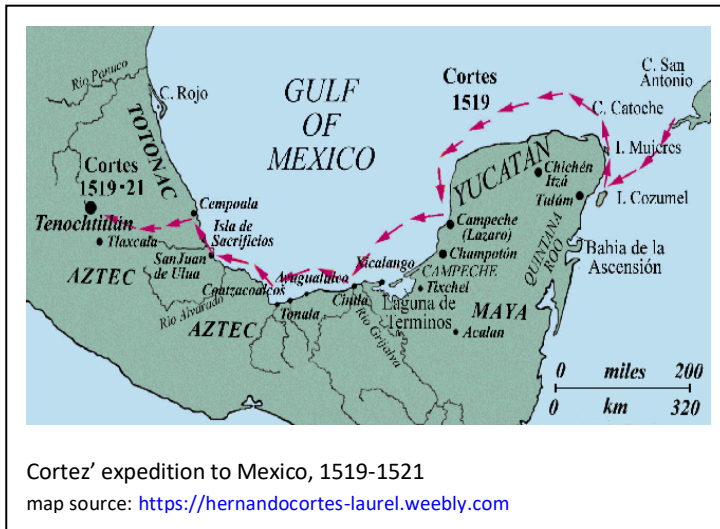 Rio Panuco
C. Rojo
TOTONAC
GULF
OF
MEXICO
Cortes
1519
C. San
Antonio
C. Catoche
I. Mujeres
YUCATAN
Chichén
Itzá
Tulúm
I. Cozumel
Cortes
1519-21
Tenochtitlán
Tlaxcala
AZTEC
Cempoala
Isla de
Sacrificios
San Juan
de Ulua
Coatzacoalcos
Rio Alvarado
AZTEC
Tonala
Cintla
Xicalango
Rio Grijalva
Campeche
(Lazaro)
Champotón
CAMPECHE
Tixchel
Laguna de
Terminos
MAYA
Acalan
QUINTANA
ROO
Bahia de la
Ascensión
0 miles 200
0 km 320
Cortez’ expedition to Mexico, 1519-1521
map source: https://hernandocortes-laurel.weebly.com